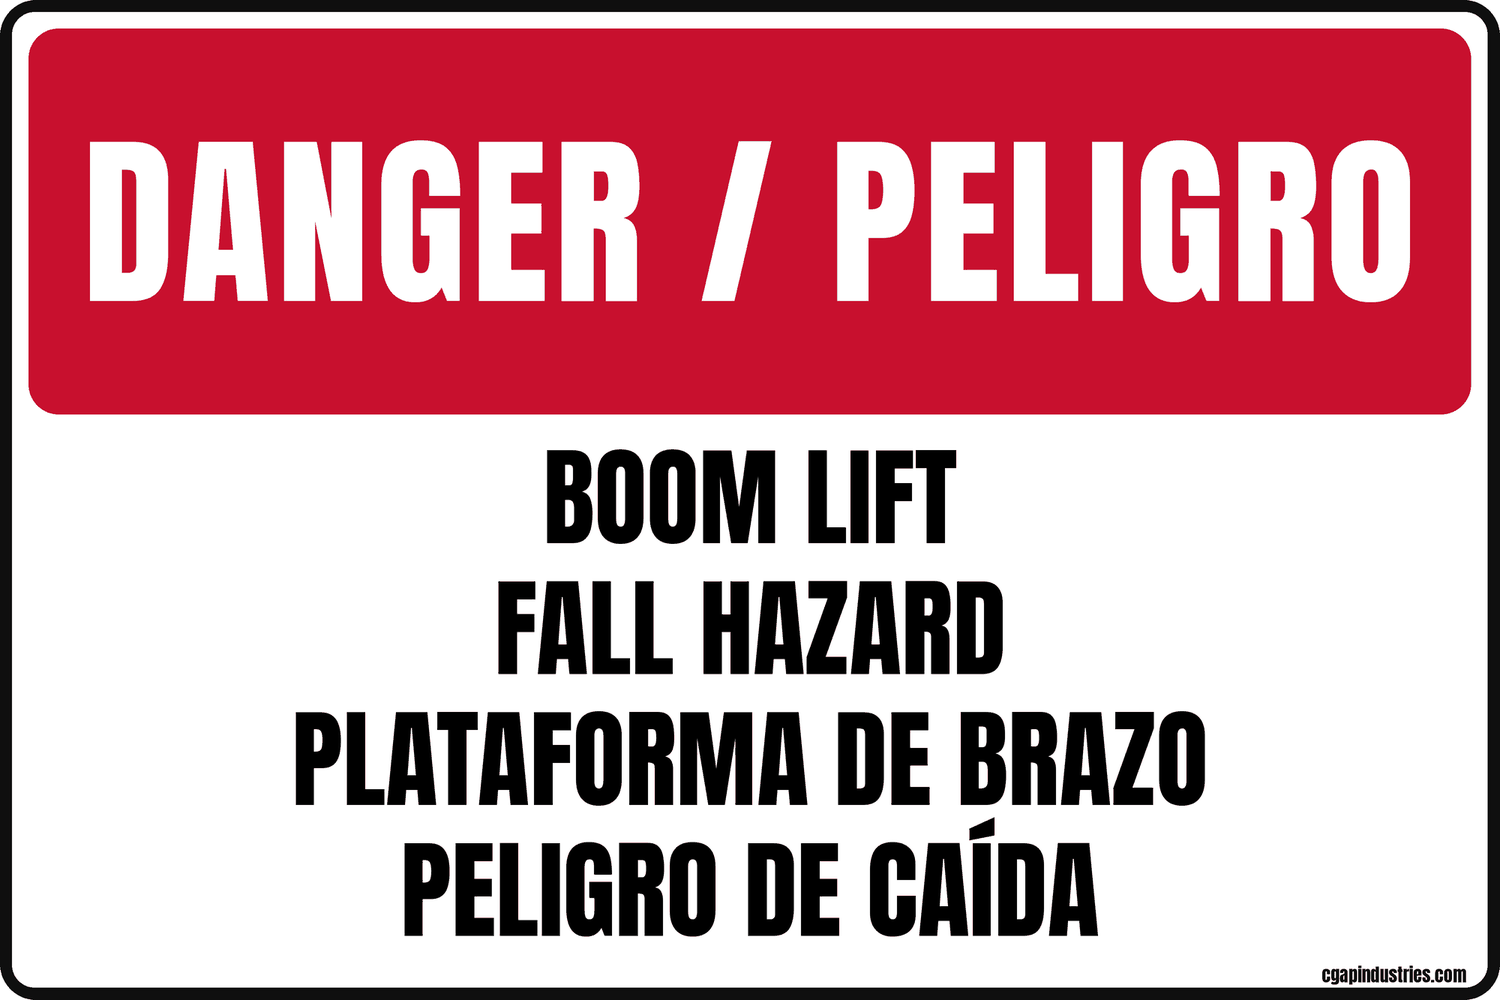 DANGER / PELIGRO
BOOM LIFT
FALL HAZARD
PLATAFORMA DE BRAZO
PELIGRO DE CAÍDA
cgapindustries.com